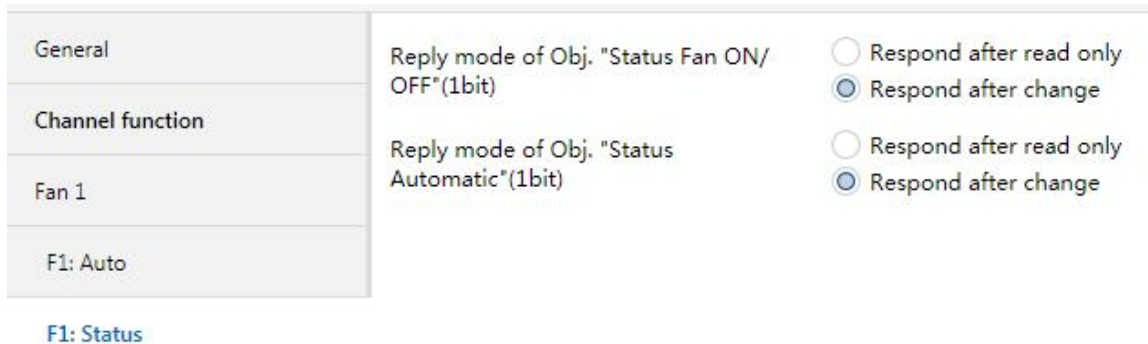 General
Channel function
Fan 1
F1: Auto
F1: Status
Reply mode of Obj. "Status Fan ON/
OFF"(1bit)
Respond after read only
Respond after change
Reply mode of Obj. "Status
Automatic"(1bit)
Respond after read only
Respond after change